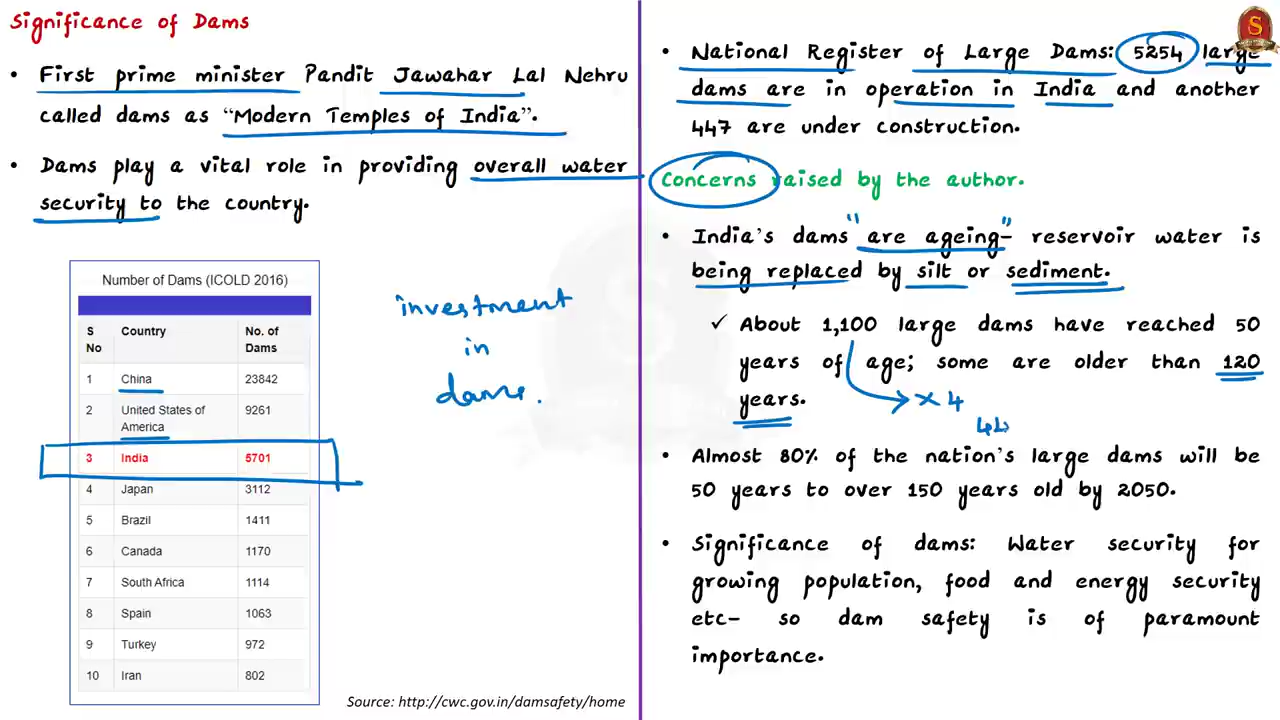 Significance of Dams
• First prime minister Pandit Jawahar Lal Nehru
called dams as “Modern Temples of India”.
• Dams play a vital role in providing overall water
security to the country.
Number of Dams (ICOLD 2016)
S No Country No. of Dams
1 China 23842
2 United States of America 9261
3 India 5701
4 Japan 3112
5 Brazil 1411
6 Canada 1170
7 South Africa 1114
8 Spain 1063
9 Turkey 972
10 Iran 802
investment
in
dams.
Source: http://cwc.gov.in/damsafety/home
S
• National Register of Large Dams: 5254 large
dams are in operation in India and another
447 are under construction.
Concerns raised by the author.
• India’s dams "are ageing"– reservoir water is
being replaced by silt or sediment.
✓ About 1,100 large dams have reached 50
years of age; some are older than 120
years.
x 4
• Almost 80% of the nation’s large dams will be
50 years to over 150 years old by 2050.
• Significance of dams: Water security for
growing population, food and energy security
etc– so dam safety is of paramount
importance.